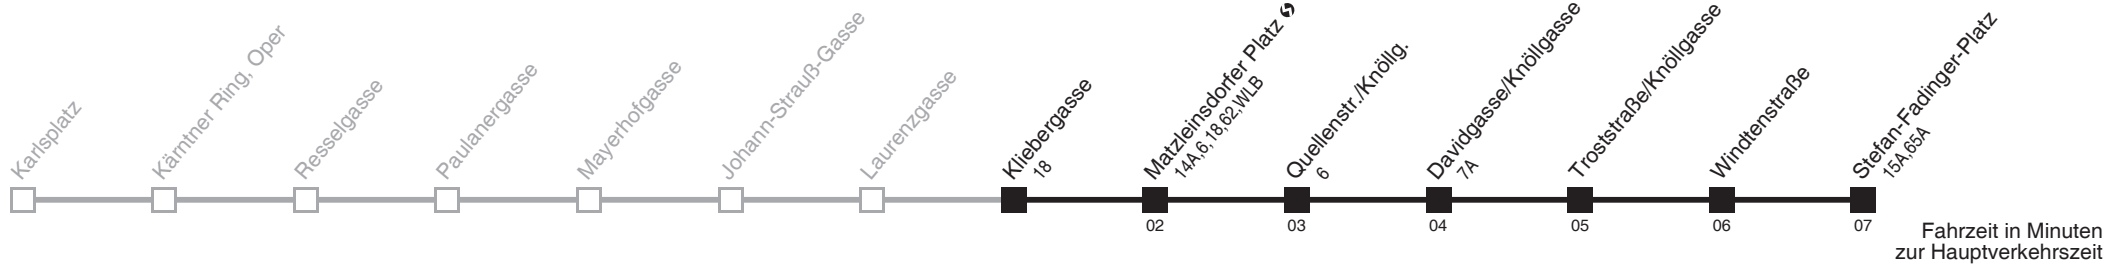 Karlsplatz
Kärntner Ring, Oper
Resselgasse
Paulanergasse
Mayerhofgasse
Johann-Strauß-Gasse
Laurenzgasse
Kliebergasse
18
Matzleinsdorfer Platz
14A,6,18,62,WLB
Quellenstr./Knöllg.
6
Davidgasse/Knöllgasse
7A
Troststraße/Knöllgasse
Windtenstraße
Stefan-Fadinger-Platz
15A,65A
02
03
04
05
06
07
Fahrzeit in Minuten
zur Hauptverkehrszeit